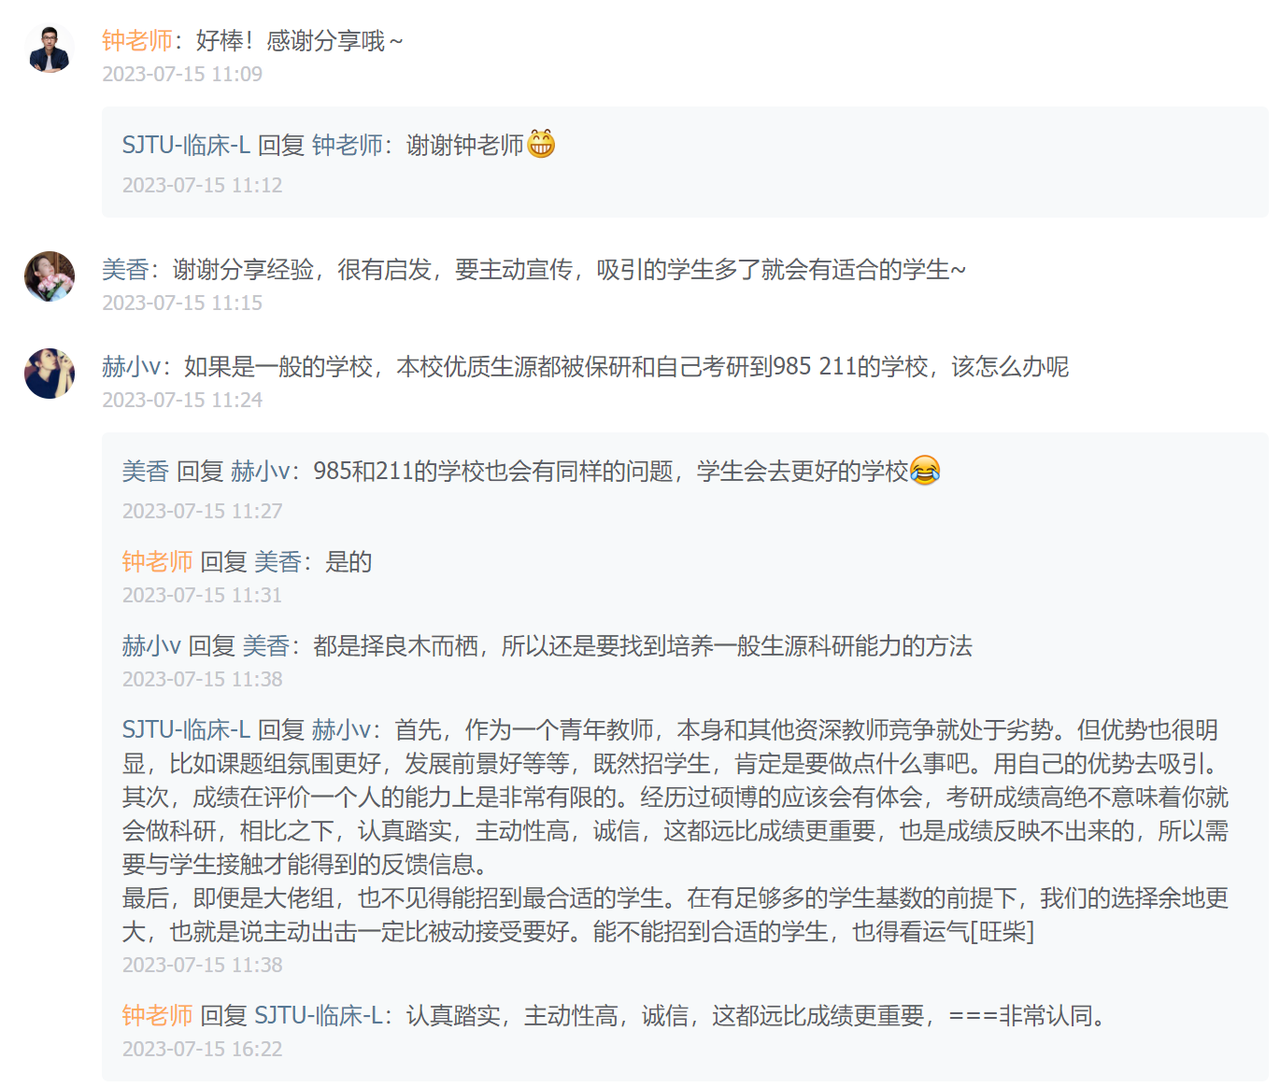 钟老师：好棒！感谢分享哦～
2023-07-15 11:09
SJTU-临床-L 回复 钟老师：谢谢钟老师😁
2023-07-15 11:12
美香：谢谢分享经验，很有启发，要主动宣传，吸引的学生多了就会有适合的学生~
2023-07-15 11:15
赫小v：如果是一般的学校，本校优质生源都被保研和自己考研到985 211的学校，该怎么办呢
2023-07-15 11:24
美香 回复 赫小v：985和211的学校也会有同样的问题，学生会去更好的学校😂
2023-07-15 11:27
钟老师 回复 美香：是的
2023-07-15 11:31
赫小v 回复 美香：都是择良木而栖，所以还是要找到培养一般生源科研能力的方法
2023-07-15 11:38
SJTU-临床-L 回复 赫小v：首先，作为一个青年教师，本身和其他资深教师竞争就处于劣势。但优势也很明
显，比如课题组氛围更好，发展前景好等等，既然招学生，肯定是要做点什么事吧。用自己的优势去吸引。
其次，成绩在评价一个人的能力上是非常有限的。经历过硕博的应该会有体会，考研成绩高绝不意味着你就
会做科研，相比之下，认真踏实，主动性高，诚信，这都远比成绩更重要，也是成绩反映不出来的，所以需
要与学生接触才能得到的反馈信息。
最后，即便是大佬组，也不见得能招到最合适的学生。在有足够多的学生基数的前提下，我们的选择余地更
大，也就是说主动出击一定比被动接受要好。能不能招到合适的学生，也得看运气[旺柴]
2023-07-15 11:38
钟老师 回复 SJTU-临床-L：认真踏实，主动性高，诚信，这都远比成绩更重要，===非常认同。
2023-07-15 16:22